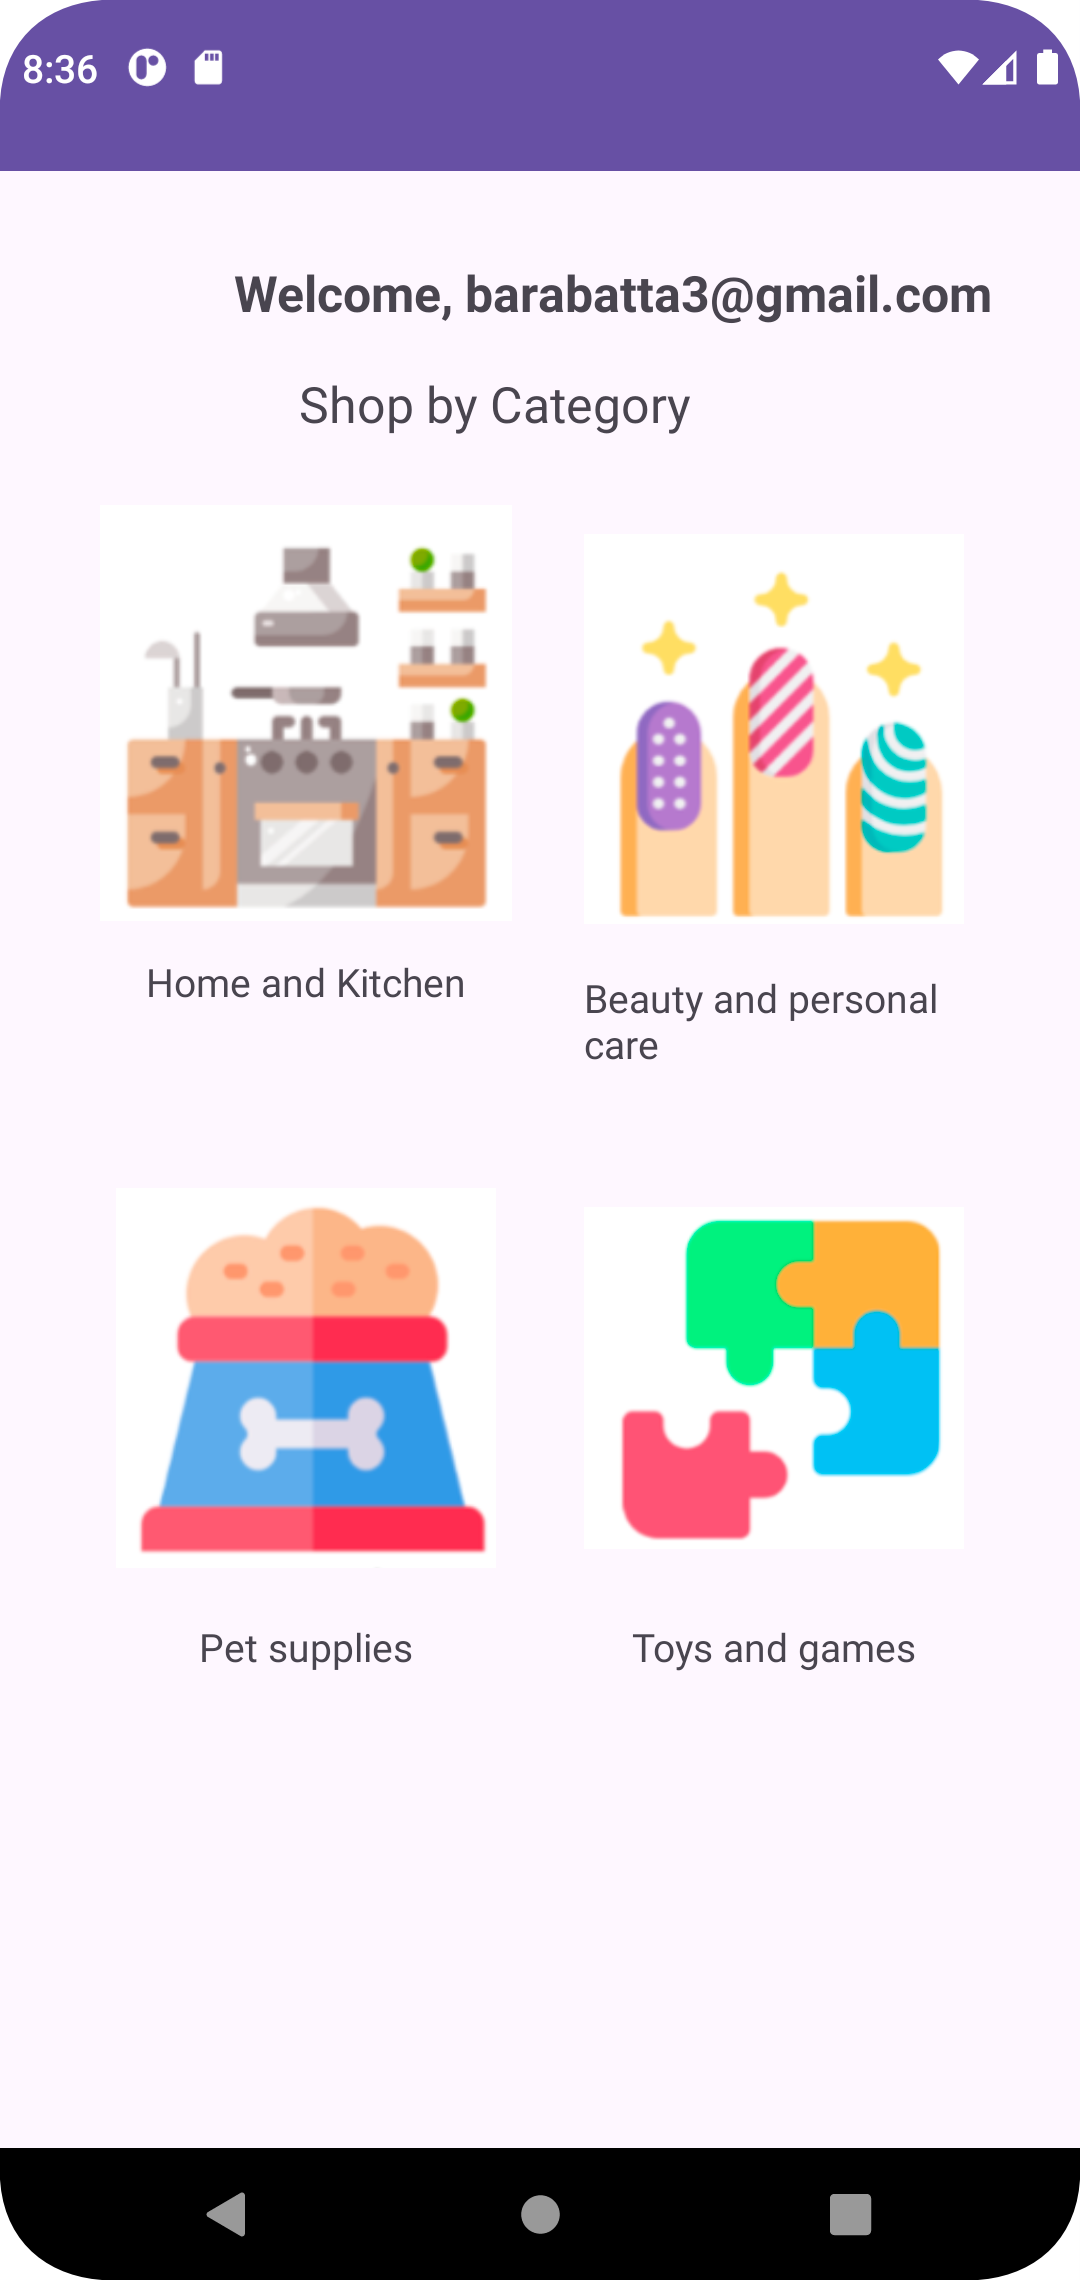 8:36
Welcome, barabatta3@gmail.com
Shop by Category
Home and Kitchen
Beauty and personal
care
Pet supplies
Toys and games